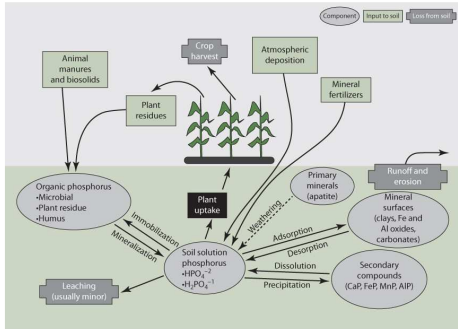 Component
Input to soil
Loss from soil
Animal
manures
and biosolids
Crop
harvest
Atmospheric
deposition
Mineral
fertilizers
Plant
residues
Runoff and
erosion
Organic phosphorus
•Microbial
•Plant residue
•Humus
Plant
uptake
Primary
minerals
(apatite)
Mineral
surfaces
(clays, Fe and
Al oxides,
carbonates)
Weathering
Immobilization
Mineralization
Adsorption
Desorption
Soil solution
phosphorus
•HPO₄⁻²
•H₂PO₄⁻¹
Dissolution
Precipitation
Secondary
compounds
(CaP, FeP, MnP, AlP)
Leaching
(usually minor)